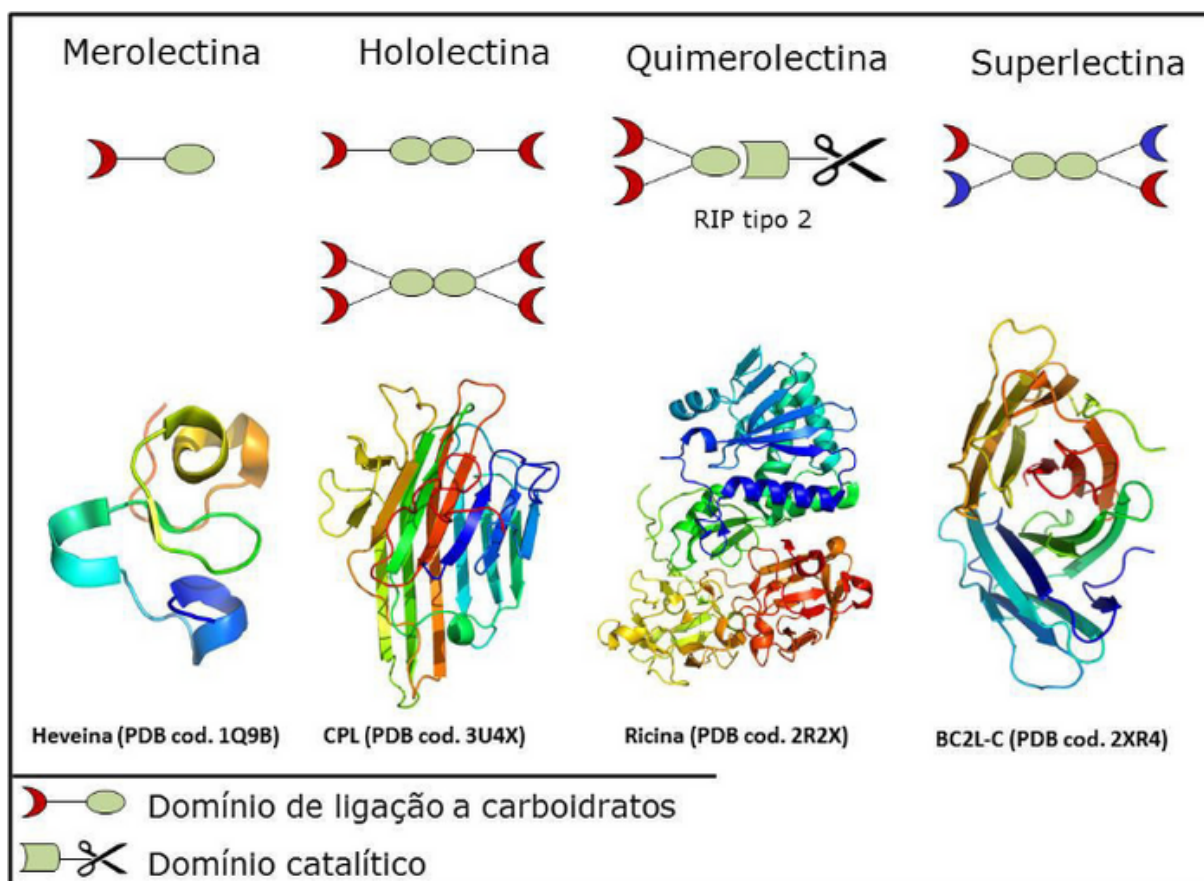 Merolectina
Hololectina
Quimerolectina
Superlectina
RIP tipo 2
Heveina (PDB cod. 1Q9B)
CPL (PDB cod. 3U4X)
Ricina (PDB cod. 2R2X)
BC2L-C (PDB cod. 2XR4)
Domínio de ligação a carboidratos
Domínio catalítico